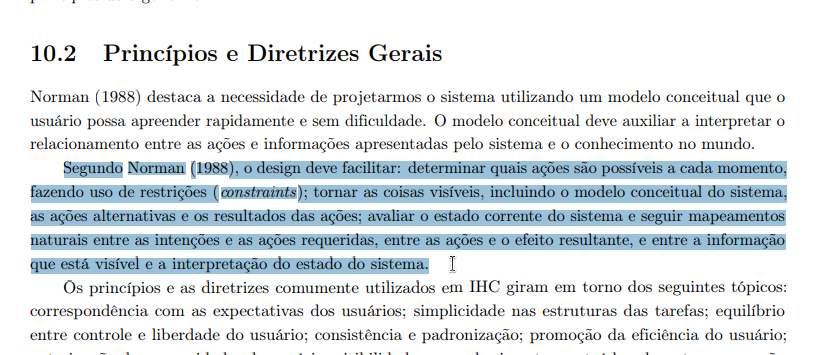 10.2 Princípios e Diretrizes Gerais
Norman (1988) destaca a necessidade de projetarmos o sistema utilizando um modelo conceitual que o
usuário possa apreender rapidamente e sem dificuldade. O modelo conceitual deve auxiliar a interpretar o
relacionamento entre as ações e informações apresentadas pelo sistema e o conhecimento no mundo.
Segundo Norman (1988), o design deve facilitar: determinar quais ações são possíveis a cada momento,
fazendo uso de restrições (constraints); tornar as coisas visíveis, incluindo o modelo conceitual do sistema,
as ações alternativas e os resultados das ações; avaliar o estado corrente do sistema e seguir mapeamentos
naturais entre as intenções e as ações requeridas, entre as ações e o efeito resultante, e entre a informação
que está visível e a interpretação do estado do sistema.
Os princípios e as diretrizes comumente utilizados em IHC giram em torno dos seguintes tópicos:
correspondência com as expectativas dos usuários; simplicidade nas estruturas das tarefas; equilíbrio
entre controle e liberdade do usuário; consistência e padronização; promoção da eficiência do usuário;